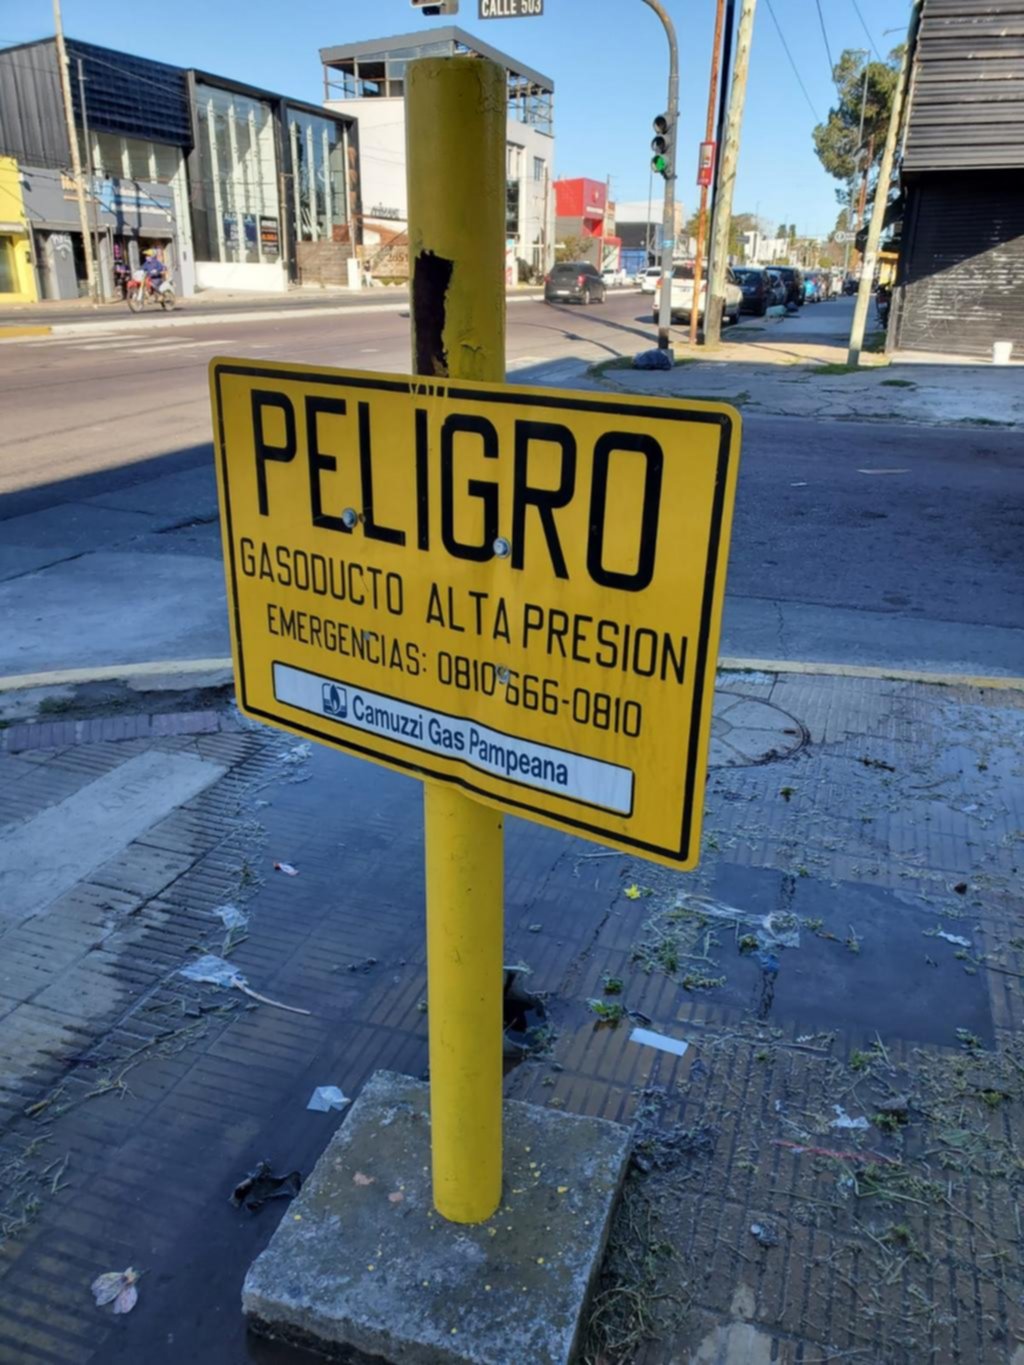 CALLE 503
PELIGRO
GASODUCTO ALTA PRESION
EMERGENCIAS: 0810-666-0810
Camuzzi Gas Pampeana